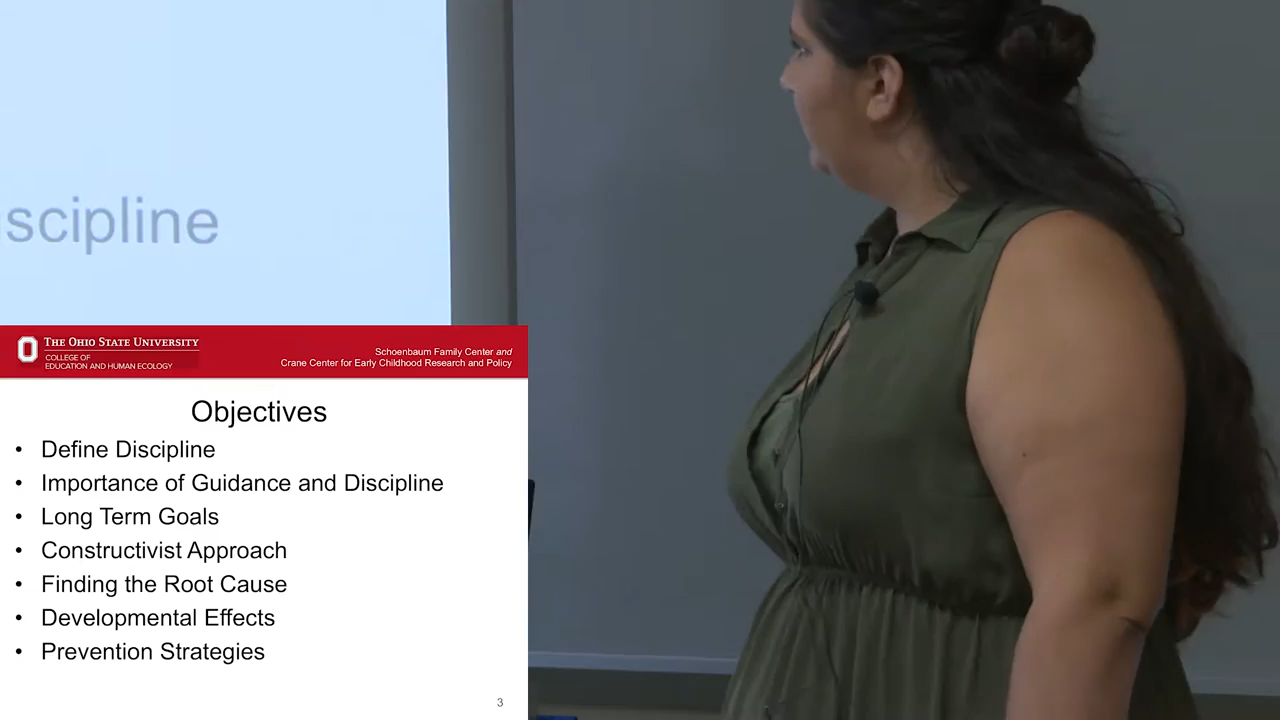 scipline
THE OHIO STATE UNIVERSITY
COLLEGE OF
EDUCATION AND HUMAN ECOLOGY
Schoenbaum Family Center and
Crane Center for Early Childhood Research and Policy
Objectives
• Define Discipline
• Importance of Guidance and Discipline
• Long Term Goals
• Constructivist Approach
• Finding the Root Cause
• Developmental Effects
• Prevention Strategies
3